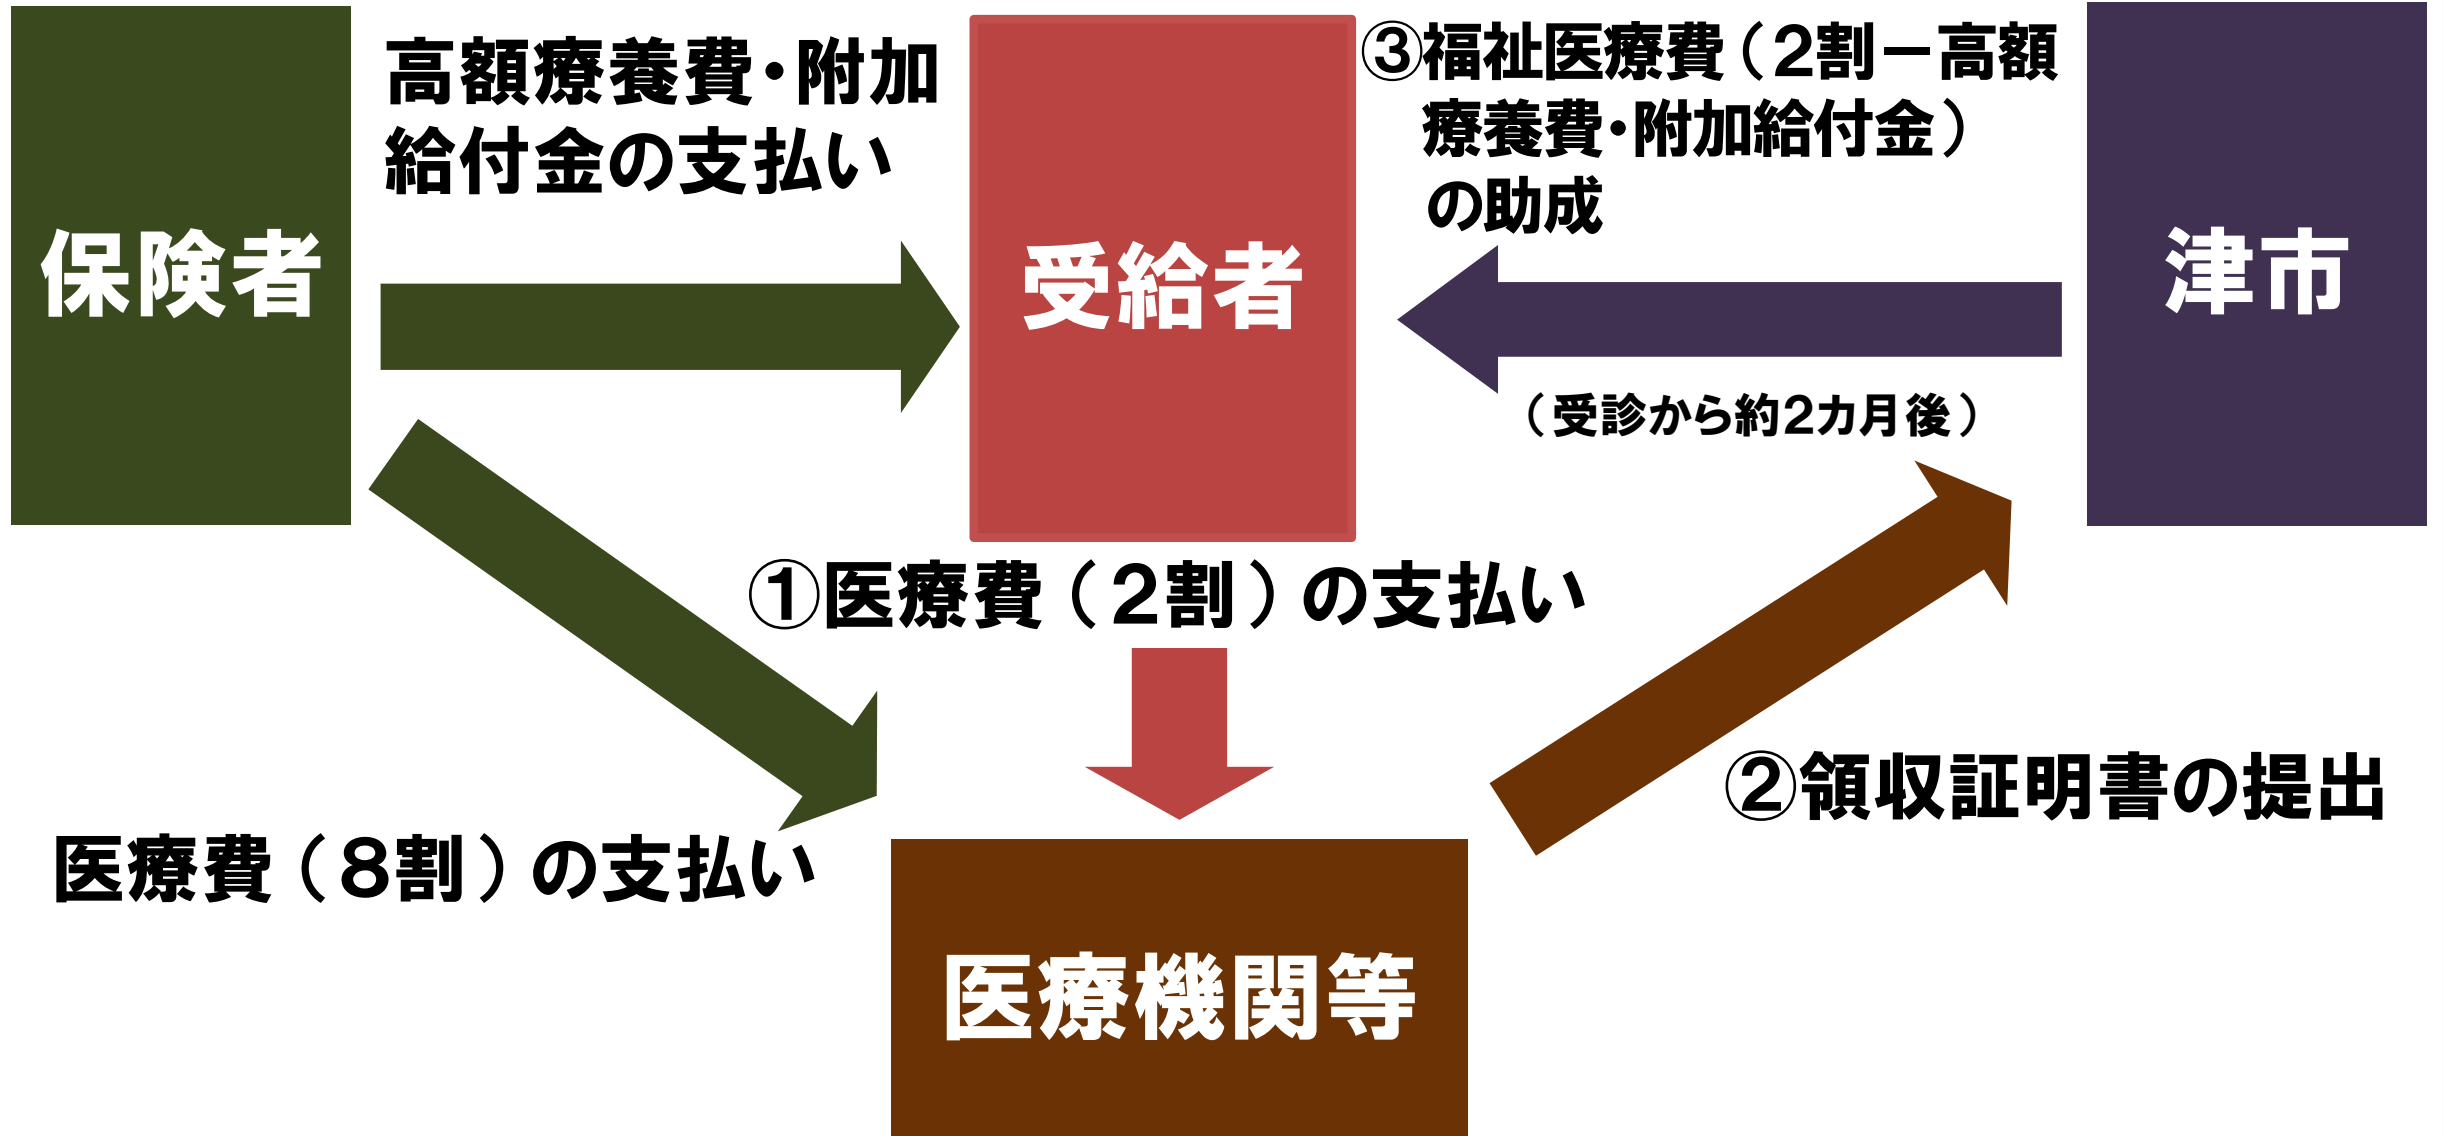 保険者
高額療養費・附加
給付金の支払い
受給者
③福祉医療費（２割－高額
療養費・附加給付金）
の助成
津市
（受診から約２カ月後）
①医療費（２割）の支払い
②領収証明書の提出
医療費（８割）の支払い
医療機関等